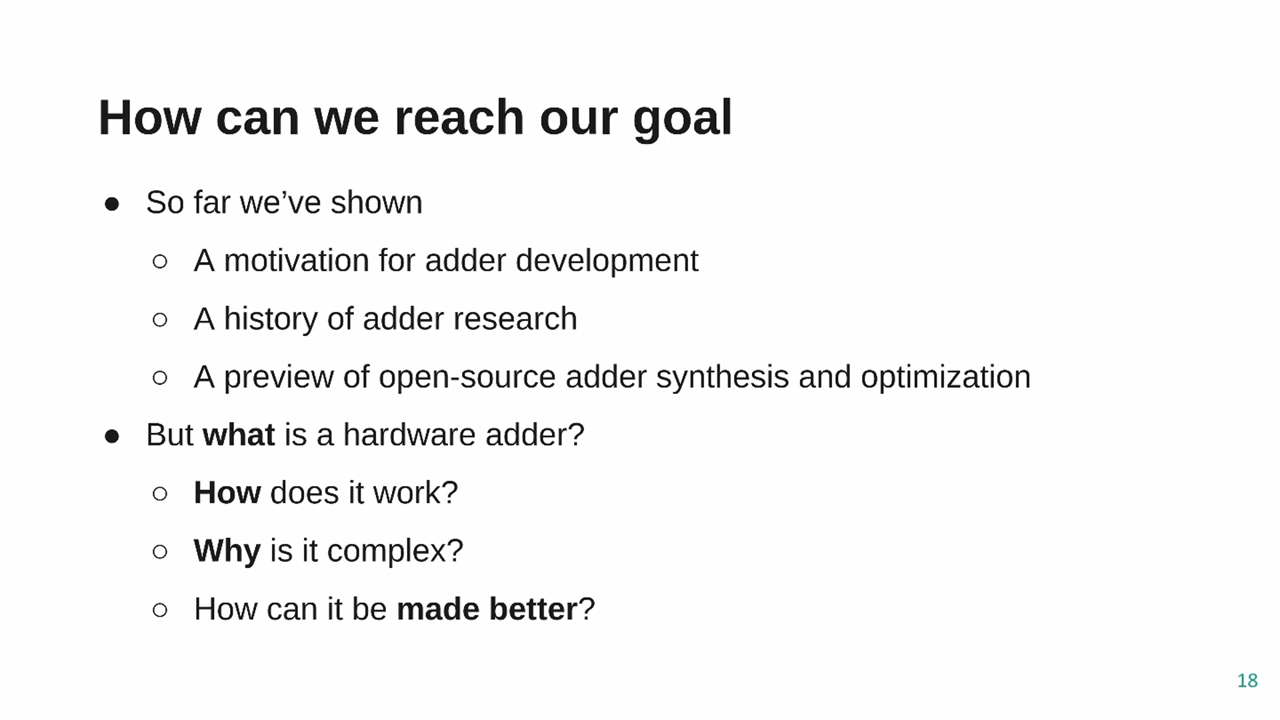 How can we reach our goal
● So far we’ve shown
○ A motivation for adder development
○ A history of adder research
○ A preview of open-source adder synthesis and optimization
● But what is a hardware adder?
○ How does it work?
○ Why is it complex?
○ How can it be made better?
18